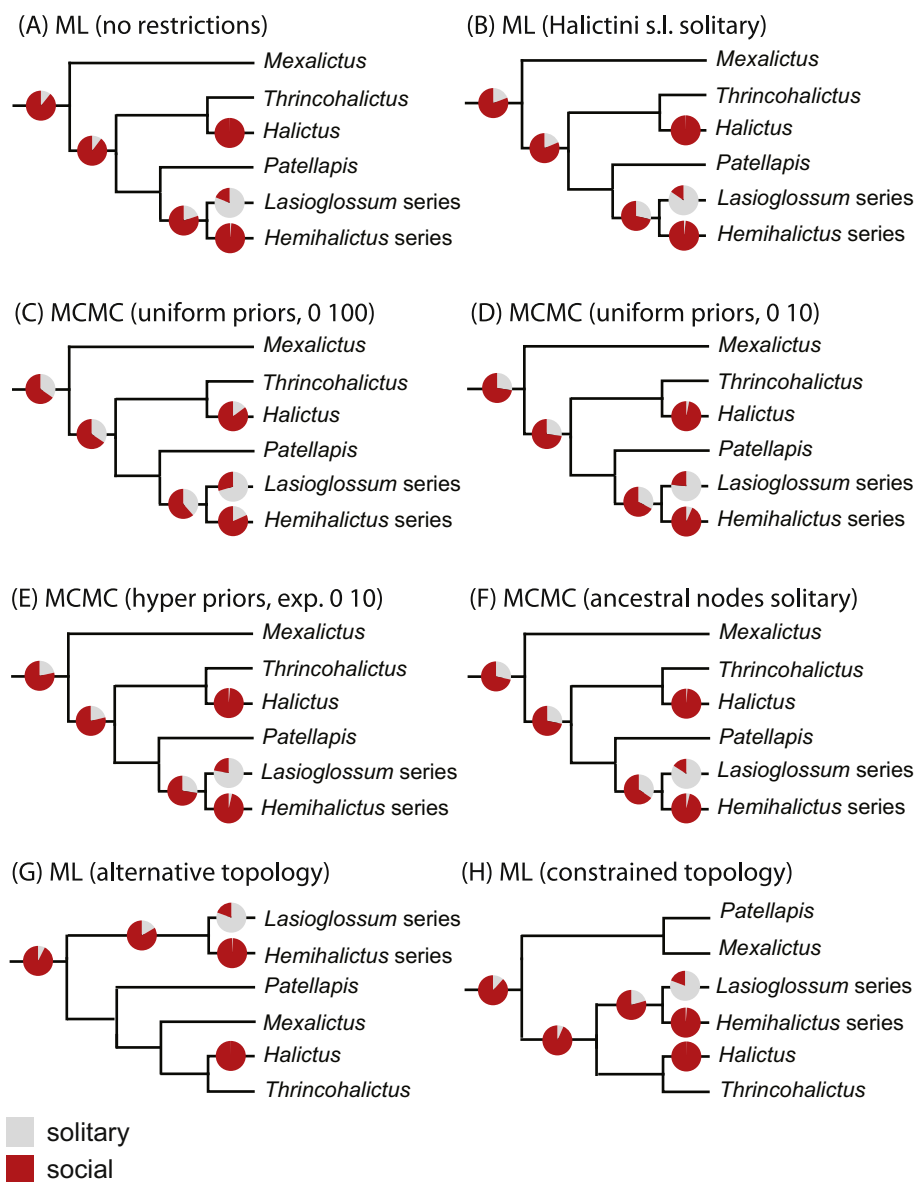 (A) ML (no restrictions)
Mexalictus
Thrincohalictus
Halictus
Patellapis
Lasioglossum series
Hemihalictus series
(B) ML (Halictini s.l. solitary)
Mexalictus
Thrincohalictus
Halictus
Patellapis
Lasioglossum series
Hemihalictus series
(C) MCMC (uniform priors, 0 100)
Mexalictus
Thrincohalictus
Halictus
Patellapis
Lasioglossum series
Hemihalictus series
(D) MCMC (uniform priors, 0 10)
Mexalictus
Thrincohalictus
Halictus
Patellapis
Lasioglossum series
Hemihalictus series
(E) MCMC (hyper priors, exp. 0 10)
Mexalictus
Thrincohalictus
Halictus
Patellapis
Lasioglossum series
Hemihalictus series
(F) MCMC (ancestral nodes solitary)
Mexalictus
Thrincohalictus
Halictus
Patellapis
Lasioglossum series
Hemihalictus series
(G) ML (alternative topology)
Lasioglossum series
Hemihalictus series
Patellapis
Mexalictus
Halictus
Thrincohalictus
(H) ML (constrained topology)
Patellapis
Mexalictus
Lasioglossum series
Hemihalictus series
Halictus
Thrincohalictus
solitary
social